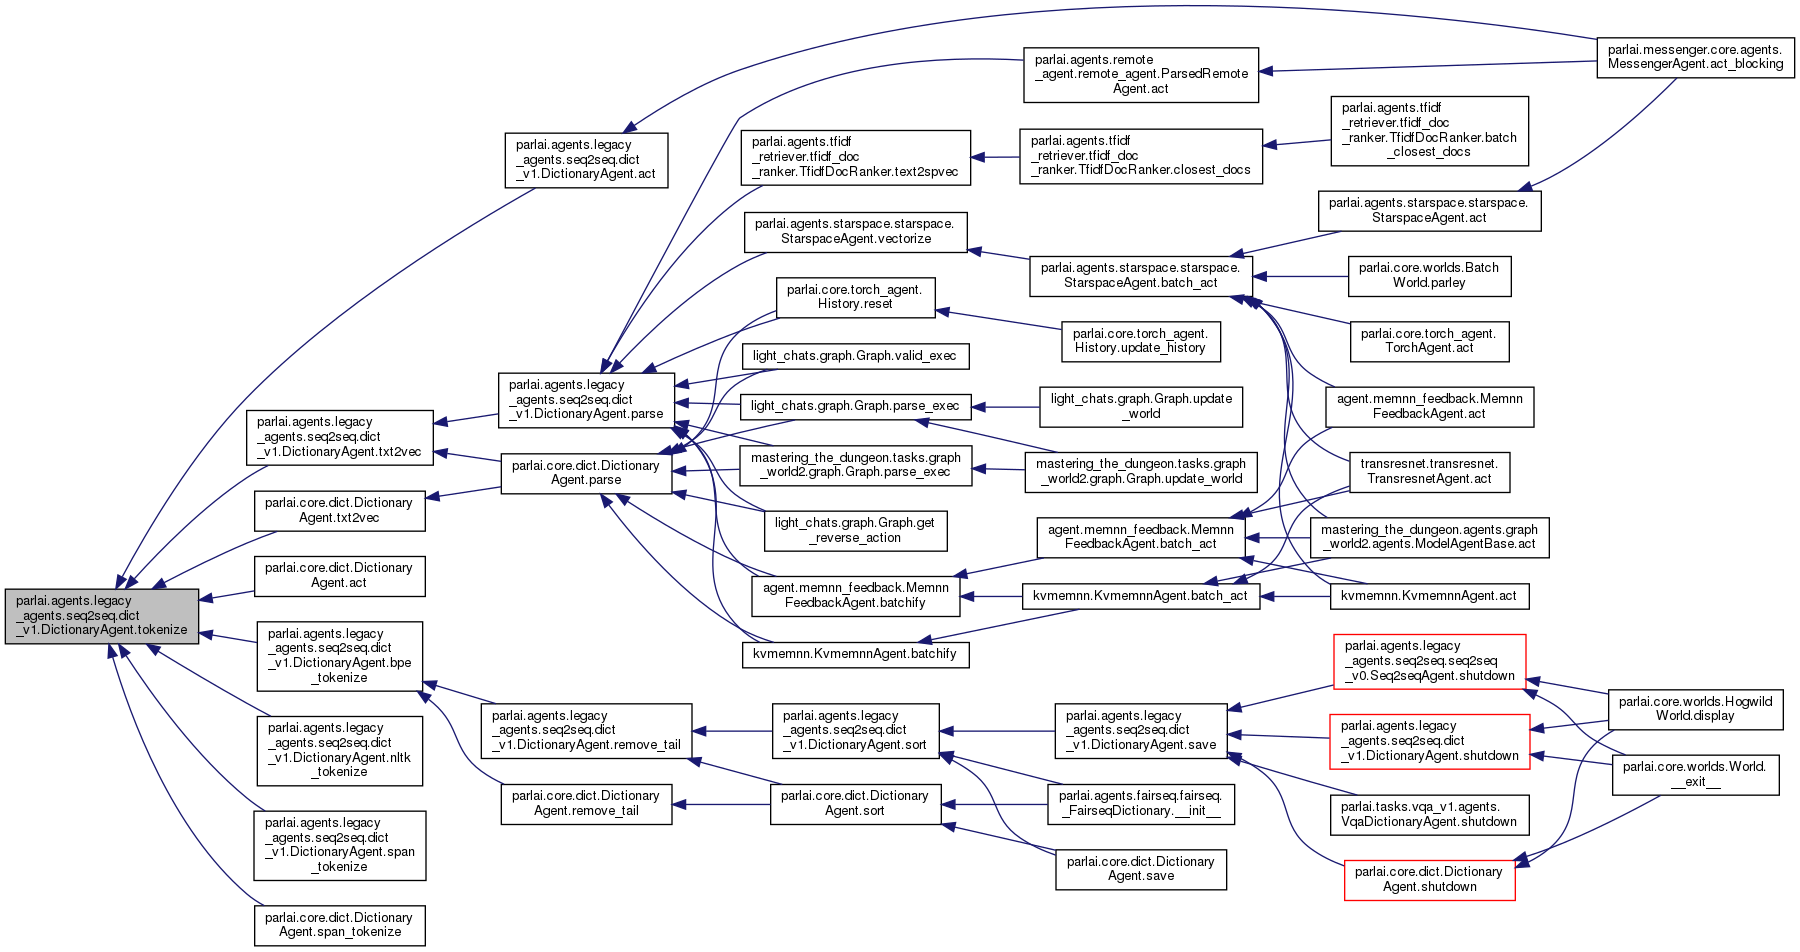 parlai.agents.legacy
_agents.seq2seq.dict
_v1.DictionaryAgent.tokenize
parlai.agents.legacy
_agents.seq2seq.dict
_v1.DictionaryAgent.act
parlai.agents.legacy
_agents.seq2seq.dict
_v1.DictionaryAgent.txt2vec
parlai.core.dict.Dictionary
Agent.txt2vec
parlai.core.dict.Dictionary
Agent.act
parlai.agents.legacy
_agents.seq2seq.dict
_v1.DictionaryAgent.bpe
_tokenize
parlai.agents.legacy
_agents.seq2seq.dict
_v1.DictionaryAgent.nltk
_tokenize
parlai.agents.legacy
_agents.seq2seq.dict
_v1.DictionaryAgent.span
_tokenize
parlai.core.dict.Dictionary
Agent.span_tokenize
parlai.agents.legacy
_agents.seq2seq.dict
_v1.DictionaryAgent.parse
parlai.core.dict.Dictionary
Agent.parse
parlai.agents.legacy
_agents.seq2seq.dict
_v1.DictionaryAgent.remove_tail
parlai.core.dict.Dictionary
Agent.remove_tail
parlai.agents.tfidf
_retriever.tfidf_doc
_ranker.TfidfDocRanker.text2spvec
parlai.agents.starspace.starspace.
StarspaceAgent.vectorize
parlai.core.torch_agent.
History.reset
light_chats.graph.Graph.valid_exec
light_chats.graph.Graph.parse_exec
mastering_the_dungeon.tasks.graph
_world2.graph.Graph.parse_exec
light_chats.graph.Graph.get
_reverse_action
agent.memnn_feedback.Memnn
FeedbackAgent.batchify
kvmemnn.KvmemnnAgent.batchify
parlai.agents.legacy
_agents.seq2seq.dict
_v1.DictionaryAgent.sort
parlai.core.dict.Dictionary
Agent.sort
parlai.agents.remote
_agent.remote_agent.ParsedRemote
Agent.act
parlai.agents.tfidf
_retriever.tfidf_doc
_ranker.TfidfDocRanker.closest_docs
parlai.agents.starspace.starspace.
StarspaceAgent.batch_act
parlai.core.torch_agent.
History.update_history
light_chats.graph.Graph.update
_world
mastering_the_dungeon.tasks.graph
_world2.graph.Graph.update_world
agent.memnn_feedback.Memnn
FeedbackAgent.batch_act
kvmemnn.KvmemnnAgent.batch_act
parlai.agents.legacy
_agents.seq2seq.dict
_v1.DictionaryAgent.save
parlai.agents.fairseq.fairseq.
_FairseqDictionary.__init__
parlai.core.dict.Dictionary
Agent.save
parlai.agents.tfidf
_retriever.tfidf_doc
_ranker.TfidfDocRanker.batch
_closest_docs
parlai.agents.starspace.starspace.
StarspaceAgent.act
parlai.core.worlds.Batch
World.parley
parlai.core.torch_agent.
TorchAgent.act
agent.memnn_feedback.Memnn
FeedbackAgent.act
transresnet.transresnet.
TransresnetAgent.act
mastering_the_dungeon.agents.graph
_world2.agents.ModelAgentBase.act
kvmemnn.KvmemnnAgent.act
parlai.agents.legacy
_agents.seq2seq.seq2seq
_v0.Seq2seqAgent.shutdown
parlai.agents.legacy
_agents.seq2seq.dict
_v1.DictionaryAgent.shutdown
parlai.tasks.vqa_v1.agents.
VqaDictionaryAgent.shutdown
parlai.core.dict.Dictionary
Agent.shutdown
parlai.messenger.core.agents.
MessengerAgent.act_blocking
parlai.core.worlds.Hogwild
World.display
parlai.core.worlds.World.
__exit__